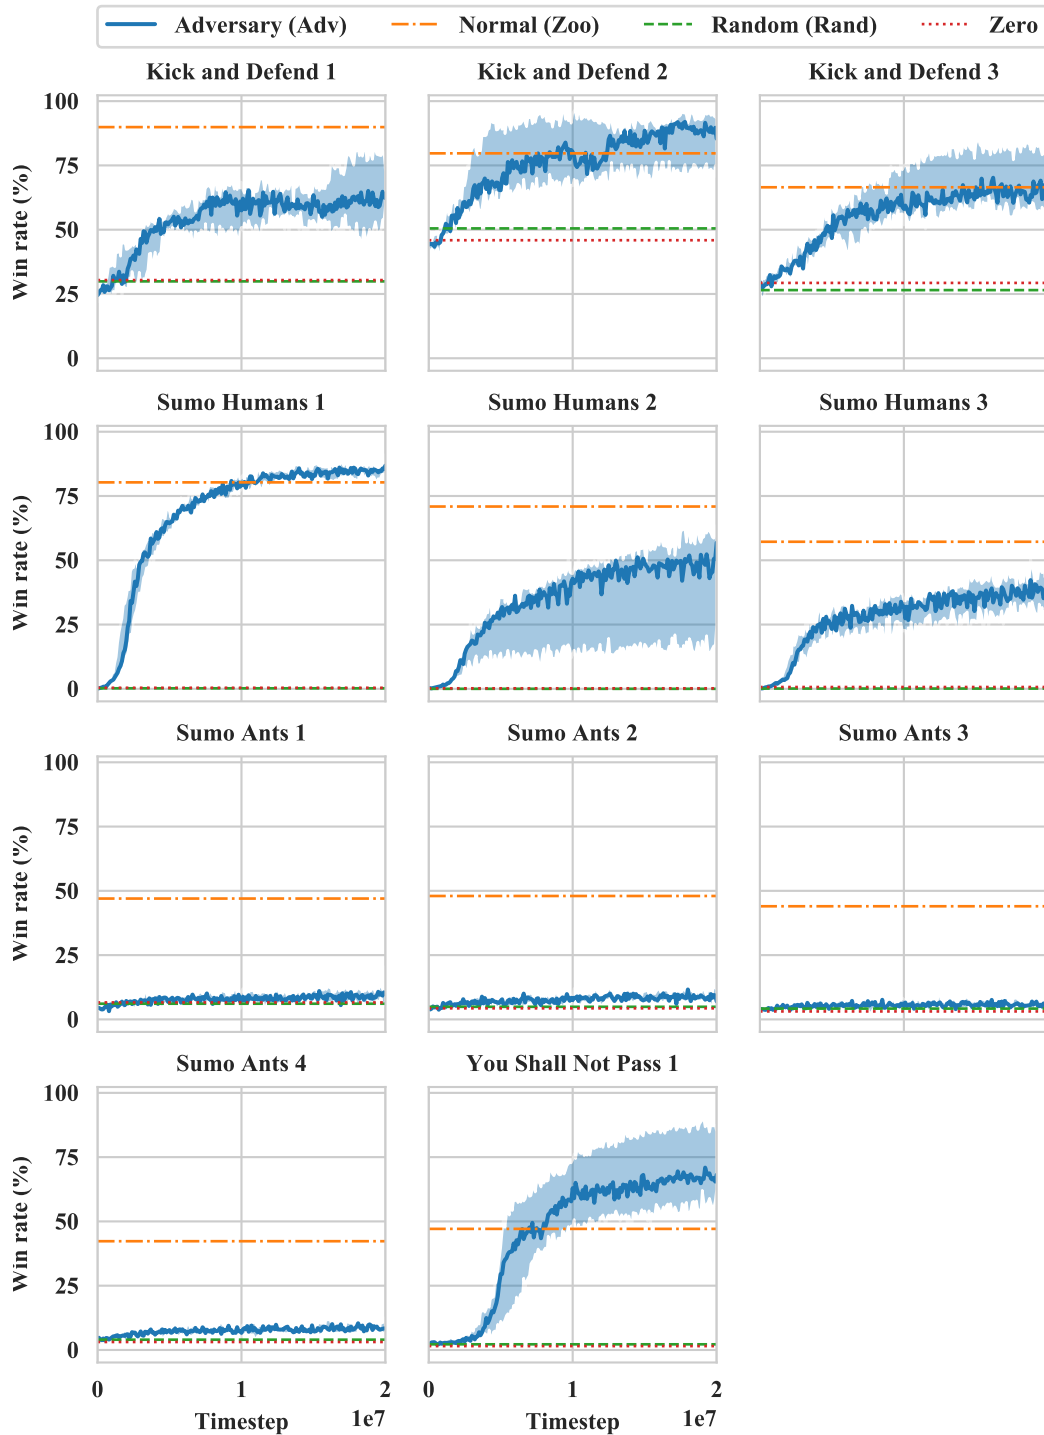 Adversary (Adv) Normal (Zoo) Random (Rand) Zero
Kick and Defend 1 Kick and Defend 2 Kick and Defend 3
100
75
50
25
0
Win rate (%)
Sumo Humans 1 Sumo Humans 2 Sumo Humans 3
100
75
50
25
0
Win rate (%)
Sumo Ants 1 Sumo Ants 2 Sumo Ants 3
100
75
50
25
0
Win rate (%)
Sumo Ants 4 You Shall Not Pass 1
100
75
50
25
0
Win rate (%)
0 1 2 0 1 2
Timestep 1e7 Timestep 1e7